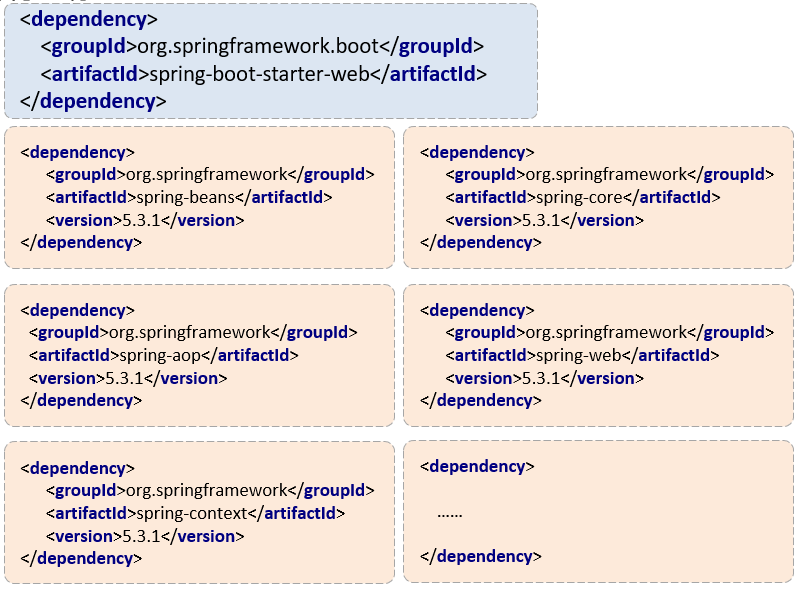 <dependency>
<groupId>org.springframework.boot</groupId>
<artifactId>spring-boot-starter-web</artifactId>
</dependency>
<dependency>
<groupId>org.springframework</groupId>
<artifactId>spring-beans</artifactId>
<version>5.3.1</version>
</dependency>
<dependency>
<groupId>org.springframework</groupId>
<artifactId>spring-core</artifactId>
<version>5.3.1</version>
</dependency>
<dependency>
<groupId>org.springframework</groupId>
<artifactId>spring-aop</artifactId>
<version>5.3.1</version>
</dependency>
<dependency>
<groupId>org.springframework</groupId>
<artifactId>spring-web</artifactId>
<version>5.3.1</version>
</dependency>
<dependency>
<groupId>org.springframework</groupId>
<artifactId>spring-context</artifactId>
<version>5.3.1</version>
</dependency>
<dependency>
......
</dependency>